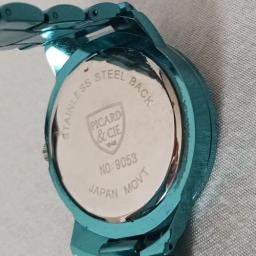 STAINLESS STEEL BACK
PICARD
& CIE
NO:9053
JAPAN MOVT